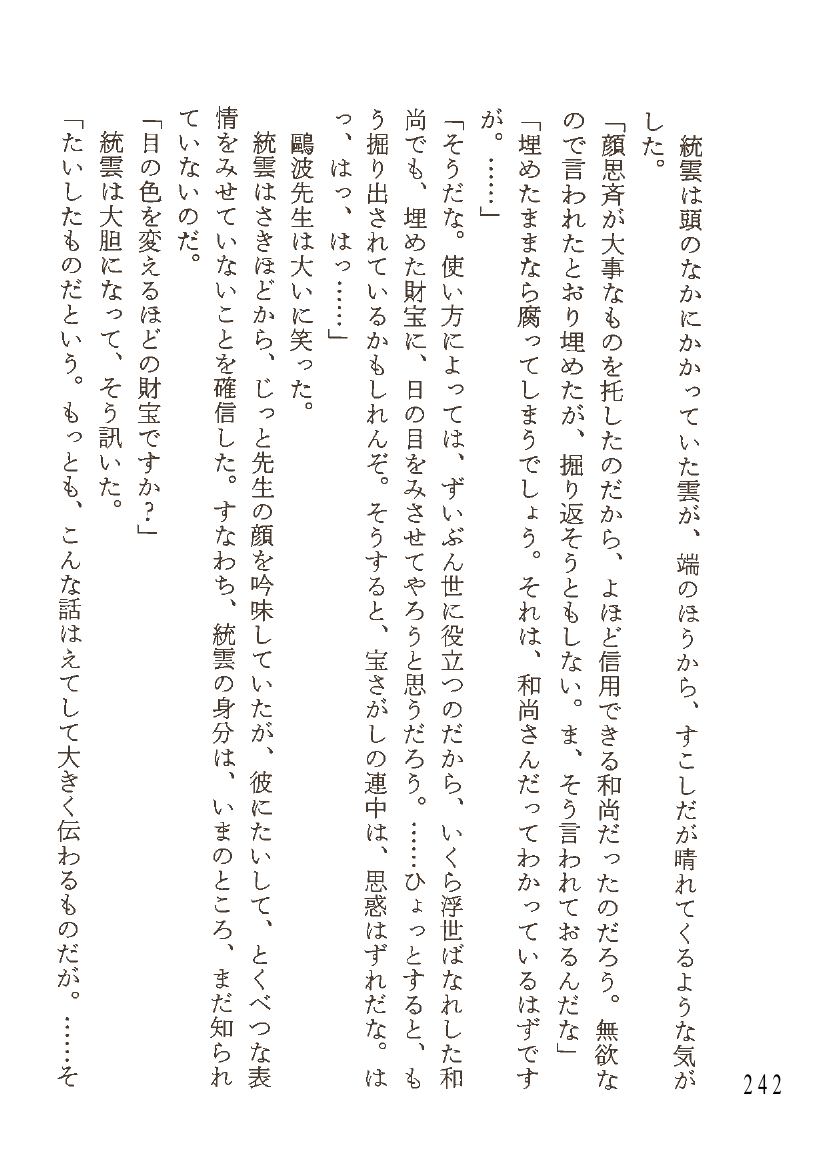 統雲は頭のなかにかかっていた雲が、端のほうから、すこしだが晴れてくるような気が
した。
「顔思斉が大事なものを托したのだから、よほど信用できる和尚だったのだろう。無欲な
ので言われたとおり埋めたが、掘り返そうともしない。ま、そう言われておるんだな」
「埋めたままなら腐ってしまうでしょう。それは、和尚さんだってわかっているはずです
が。……」
「そうだな。使い方によっては、ずいぶん世に役立つのだから、いくら浮世ばなれした和
尚でも、埋めた財宝に、日の目をみさせてやろうと思うだろう。……ひょっとすると、も
う掘り出されているかもしれんぞ。そうすると、宝さがしの連中は、思惑はずれだな。は
っ、はっ、はっ……」
鷗波先生は大いに笑った。
統雲はさきほどから、じっと先生の顔を吟味していたが、彼にたいして、とくべつな表
情をみせていないことを確信した。すなわち、統雲の身分は、いまのところ、まだ知られ
ていないのだ。
「目の色を変えるほどの財宝ですか?」
統雲は大胆になって、そう訊いた。
「たいしたものだという。もっとも、こんな話はえてして大きく伝わるものだが。……そ
242